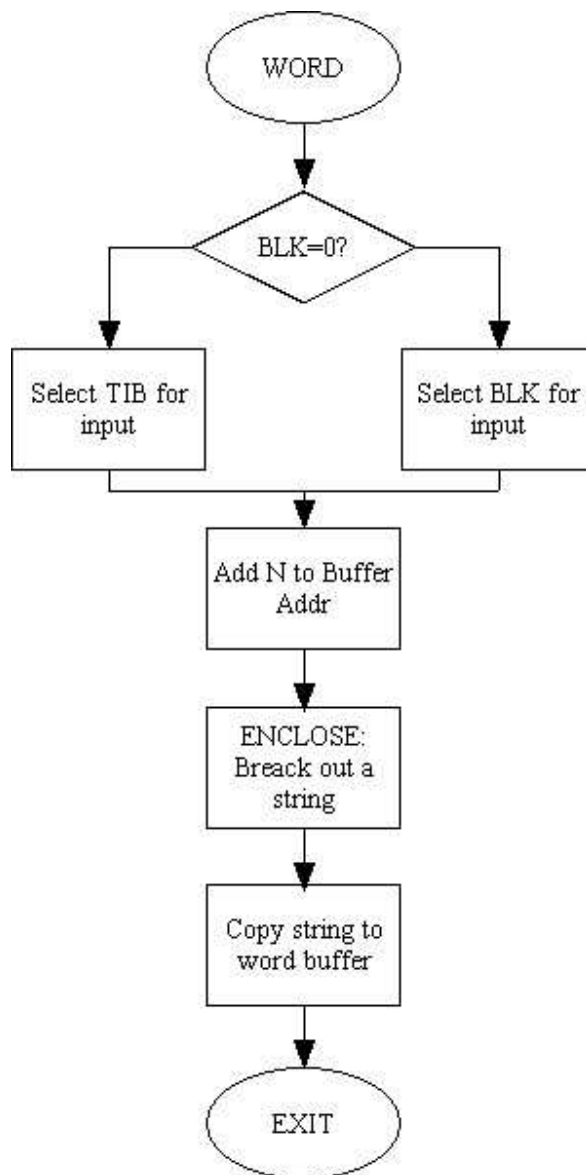 WORD
BLK=0?
Select TIB for
input
Select BLK for
input
Add N to Buffer
Addr
ENCLOSE:
Breack out a
string
Copy string to
word buffer
EXIT